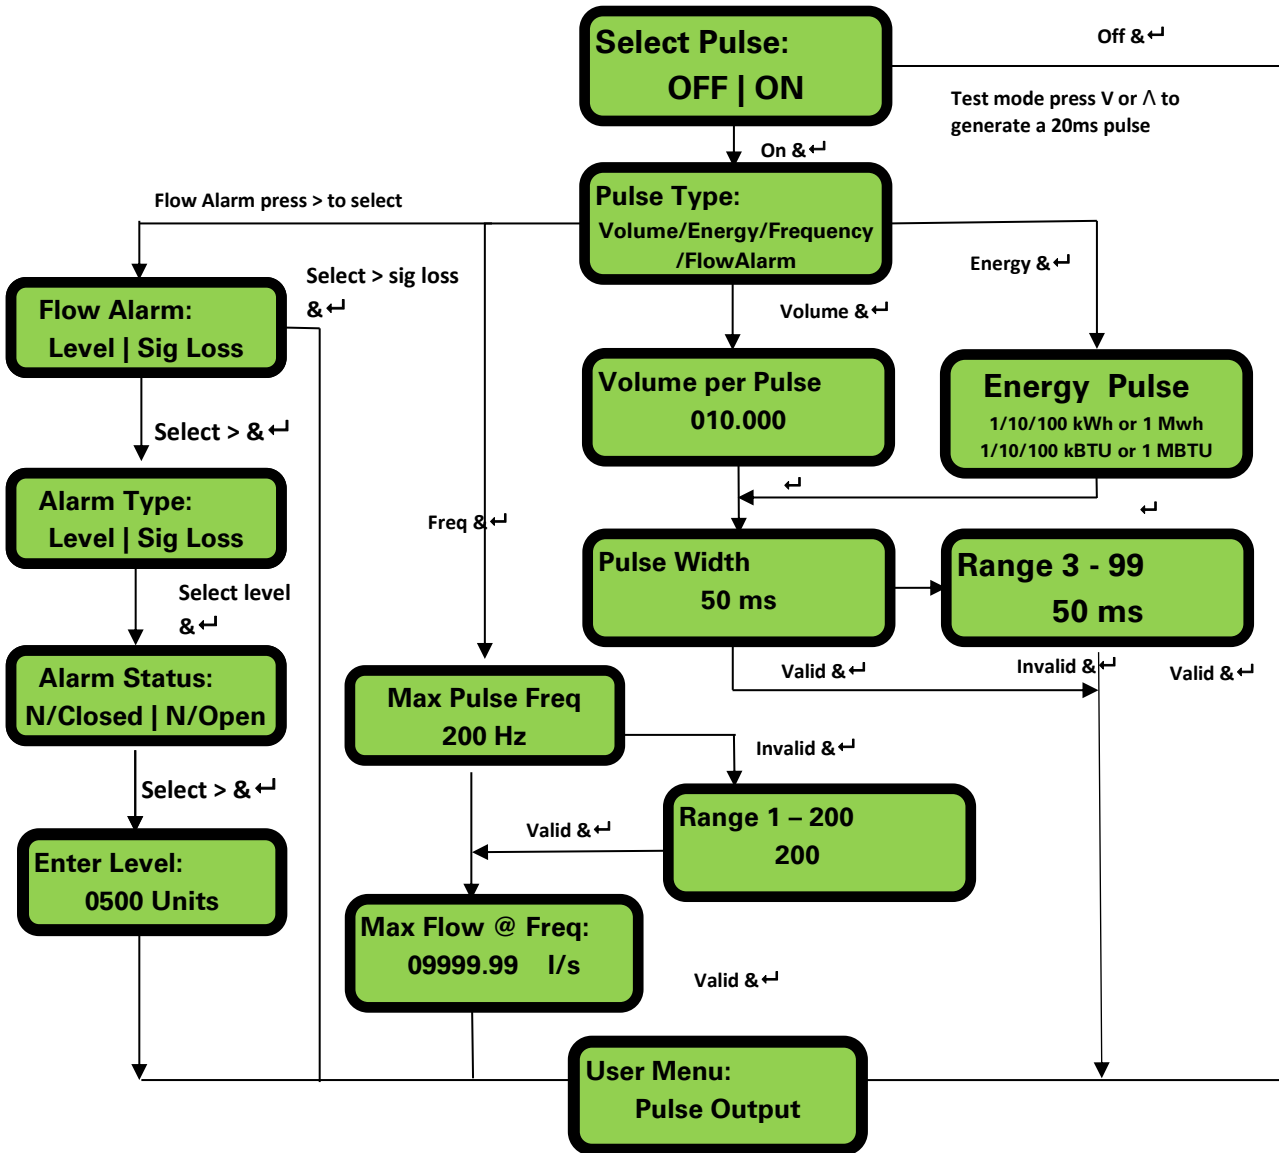 Select Pulse:
OFF | ON
Off & ↵
Test mode press V or Λ to
generate a 20ms pulse
On & ↵
Pulse Type:
Volume/Energy/Frequency
/FlowAlarm
Flow Alarm press > to select
Energy & ↵
Select > sig loss
& ↵
Flow Alarm:
Level | Sig Loss
Volume & ↵
Volume per Pulse
010.000
Energy Pulse
1/10/100 kWh or 1 Mwh
1/10/100 kBTU or 1 MBTU
Select > & ↵
↵
↵
Alarm Type:
Level | Sig Loss
Freq & ↵
Pulse Width
50 ms
Range 3 - 99
50 ms
Select level
& ↵
Alarm Status:
N/Closed | N/Open
Valid & ↵
Invalid & ↵
Valid & ↵
Max Pulse Freq
200 Hz
Invalid & ↵
Select > & ↵
Range 1 – 200
200
Valid & ↵
Enter Level:
0500 Units
Max Flow @ Freq:
09999.99 l/s
Valid & ↵
User Menu:
Pulse Output